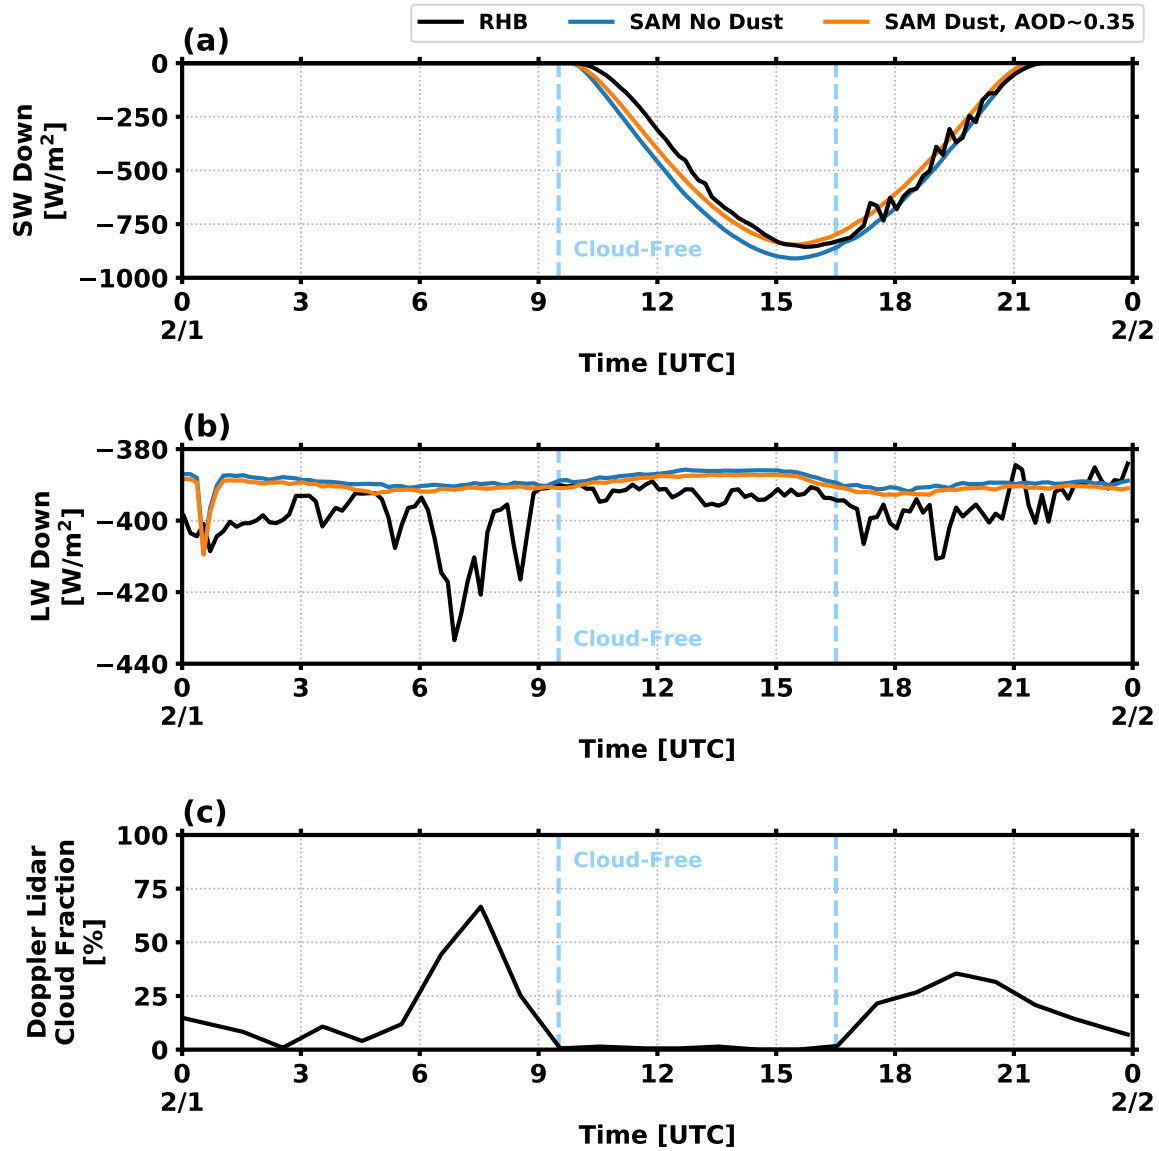 RHB SAM No Dust SAM Dust, AOD~0.35
(a)
SW Down
[W/m²]
0
−250
−500
−750
−1000
Cloud-Free
0 3 6 9 12 15 18 21 0
2/1 2/2
Time [UTC]
(b)
LW Down
[W/m²]
−380
−400
−420
−440
Cloud-Free
0 3 6 9 12 15 18 21 0
2/1 2/2
Time [UTC]
(c)
Doppler Lidar
Cloud Fraction
[%]
100
75
50
25
0
Cloud-Free
0 3 6 9 12 15 18 21 0
2/1 2/2
Time [UTC]